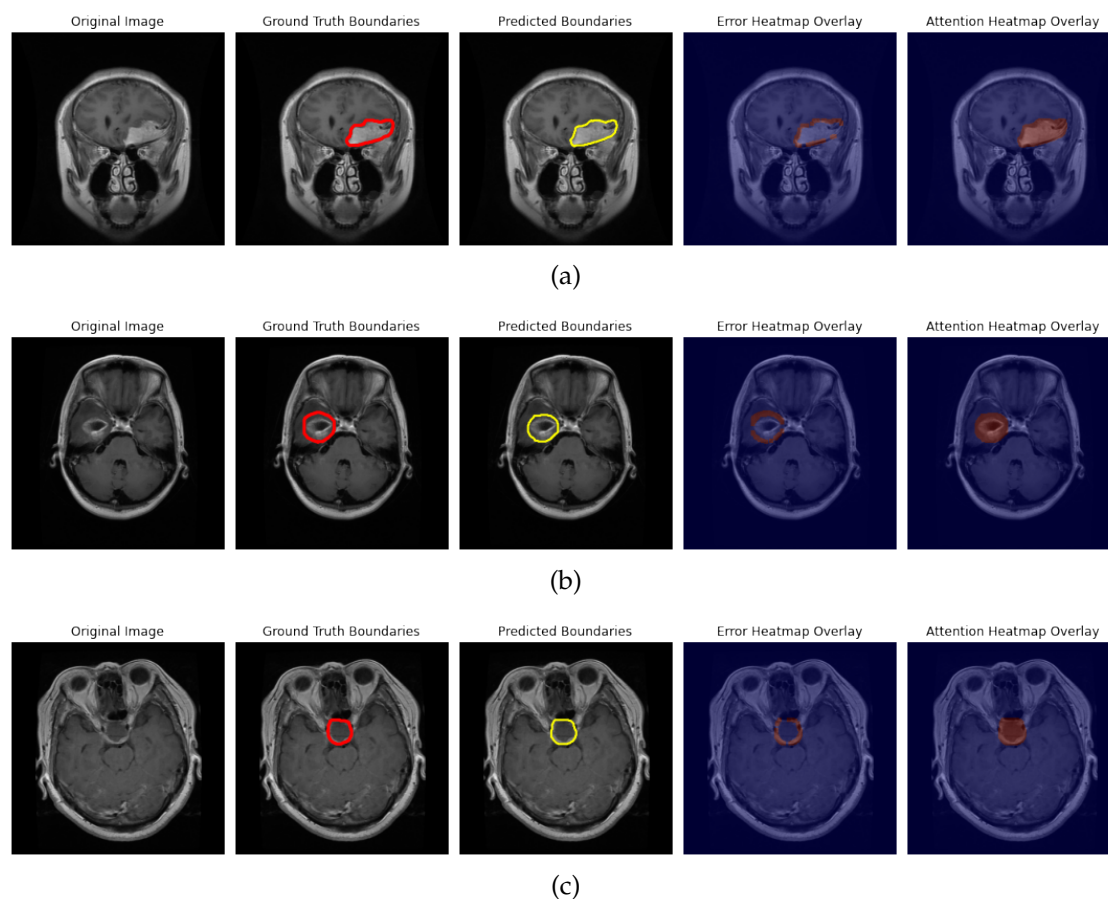 Original Image Ground Truth Boundaries Predicted Boundaries Error Heatmap Overlay Attention Heatmap Overlay
(a)
Original Image Ground Truth Boundaries Predicted Boundaries Error Heatmap Overlay Attention Heatmap Overlay
(b)
Original Image Ground Truth Boundaries Predicted Boundaries Error Heatmap Overlay Attention Heatmap Overlay
(c)